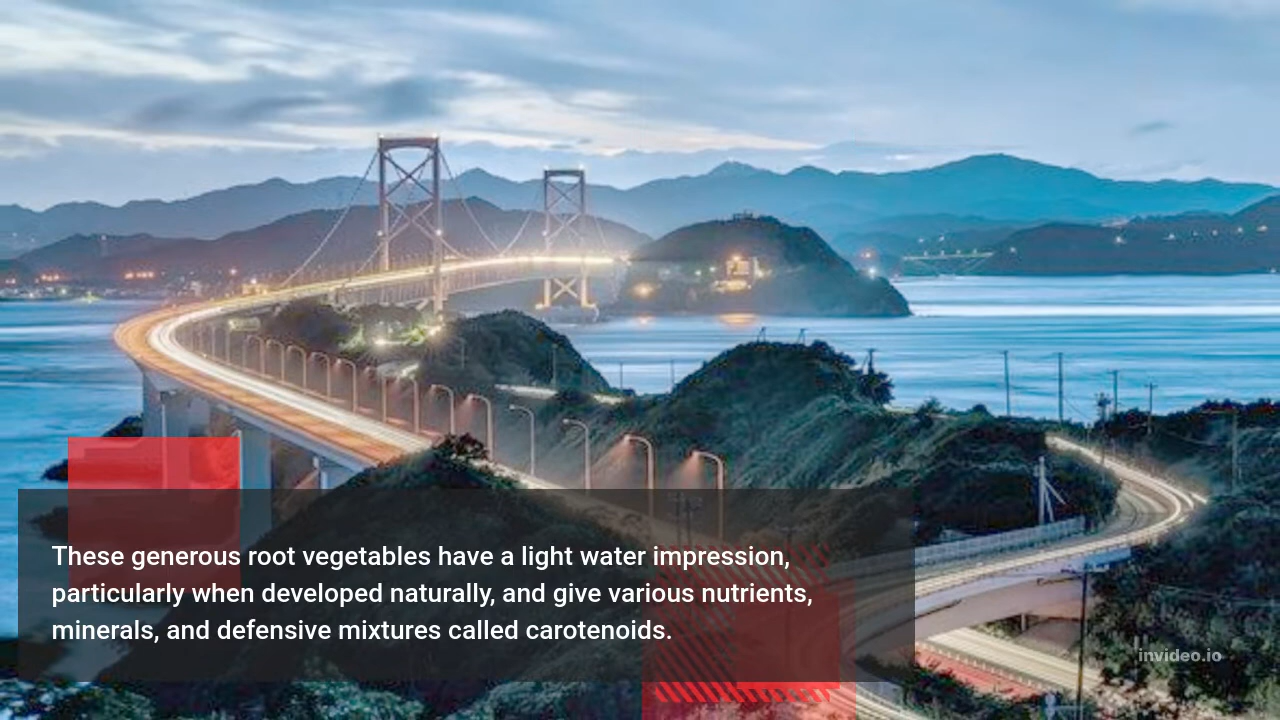 These generous root vegetables have a light water impression,
particularly when developed naturally, and give various nutrients,
minerals, and defensive mixtures called carotenoids.
invideo.io